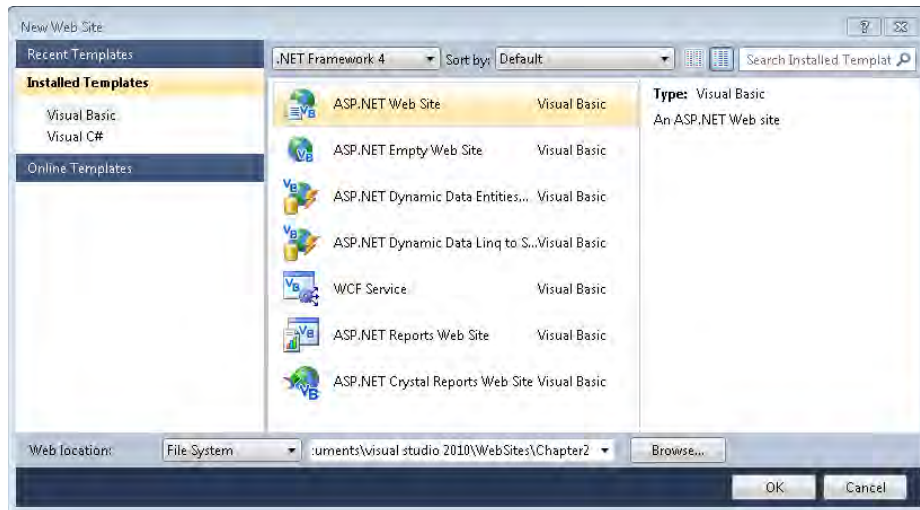 New Web Site
Recent Templates
Installed Templates
Visual Basic
Visual C#
Online Templates
.NET Framework 4
Sort by: Default
Search Installed Templat
ASP.NET Web Site Visual Basic
ASP.NET Empty Web Site Visual Basic
ASP.NET Dynamic Data Entities... Visual Basic
ASP.NET Dynamic Data Linq to S...Visual Basic
WCF Service Visual Basic
ASP.NET Reports Web Site Visual Basic
ASP.NET Crystal Reports Web Site Visual Basic
Type: Visual Basic
An ASP.NET Web site
Web location: File System :uments\visual studio 2010\WebSites\Chapter2 Browse...
OK Cancel